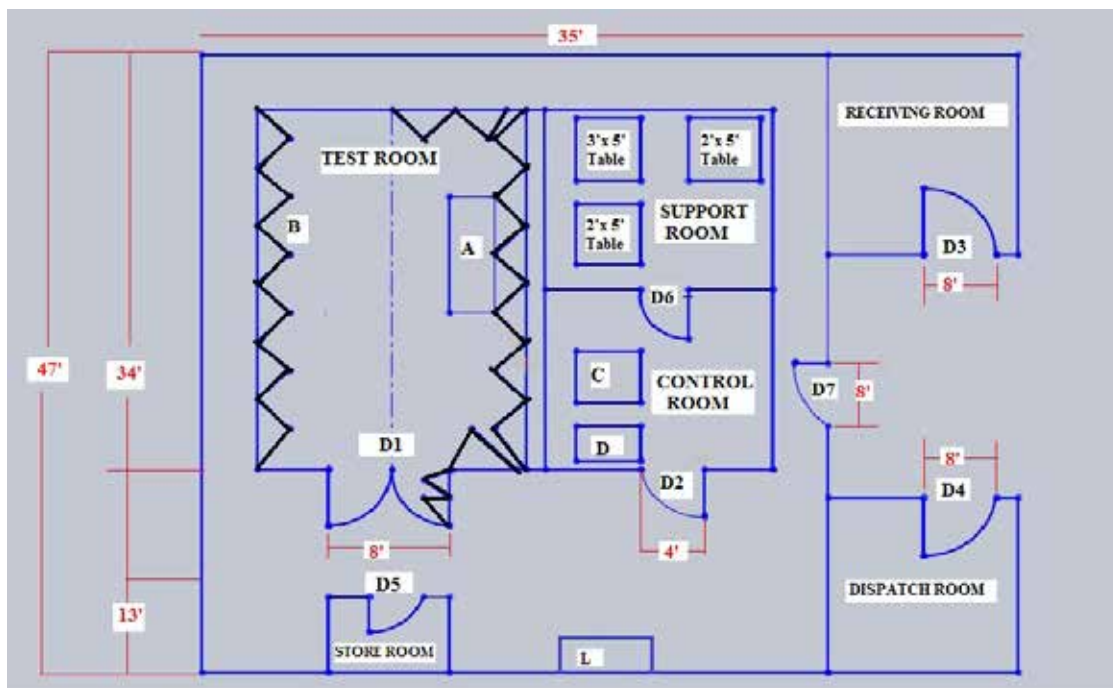 35'
RECEIVING ROOM
3'x 5'
Table
2'x 5'
Table
TEST ROOM
B
A
2'x 5'
Table
SUPPORT
ROOM
D3
8'
D6
47'
34'
C
CONTROL
ROOM
D7
8'
D1
D
D2
8'
D4
8'
4'
D5
DISPATCH ROOM
13'
STORE ROOM
L